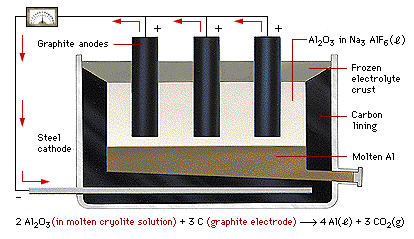 + + +
Graphite anodes
Al₂O₃ in Na₃ AlF₆(ℓ)
Frozen
electrolyte
crust
Carbon
lining
Steel
cathode
Molten Al
−
2 Al₂O₃ (in molten cryolite solution) + 3 C (graphite electrode) ⟶ 4 Al(ℓ) + 3 CO₂(g)